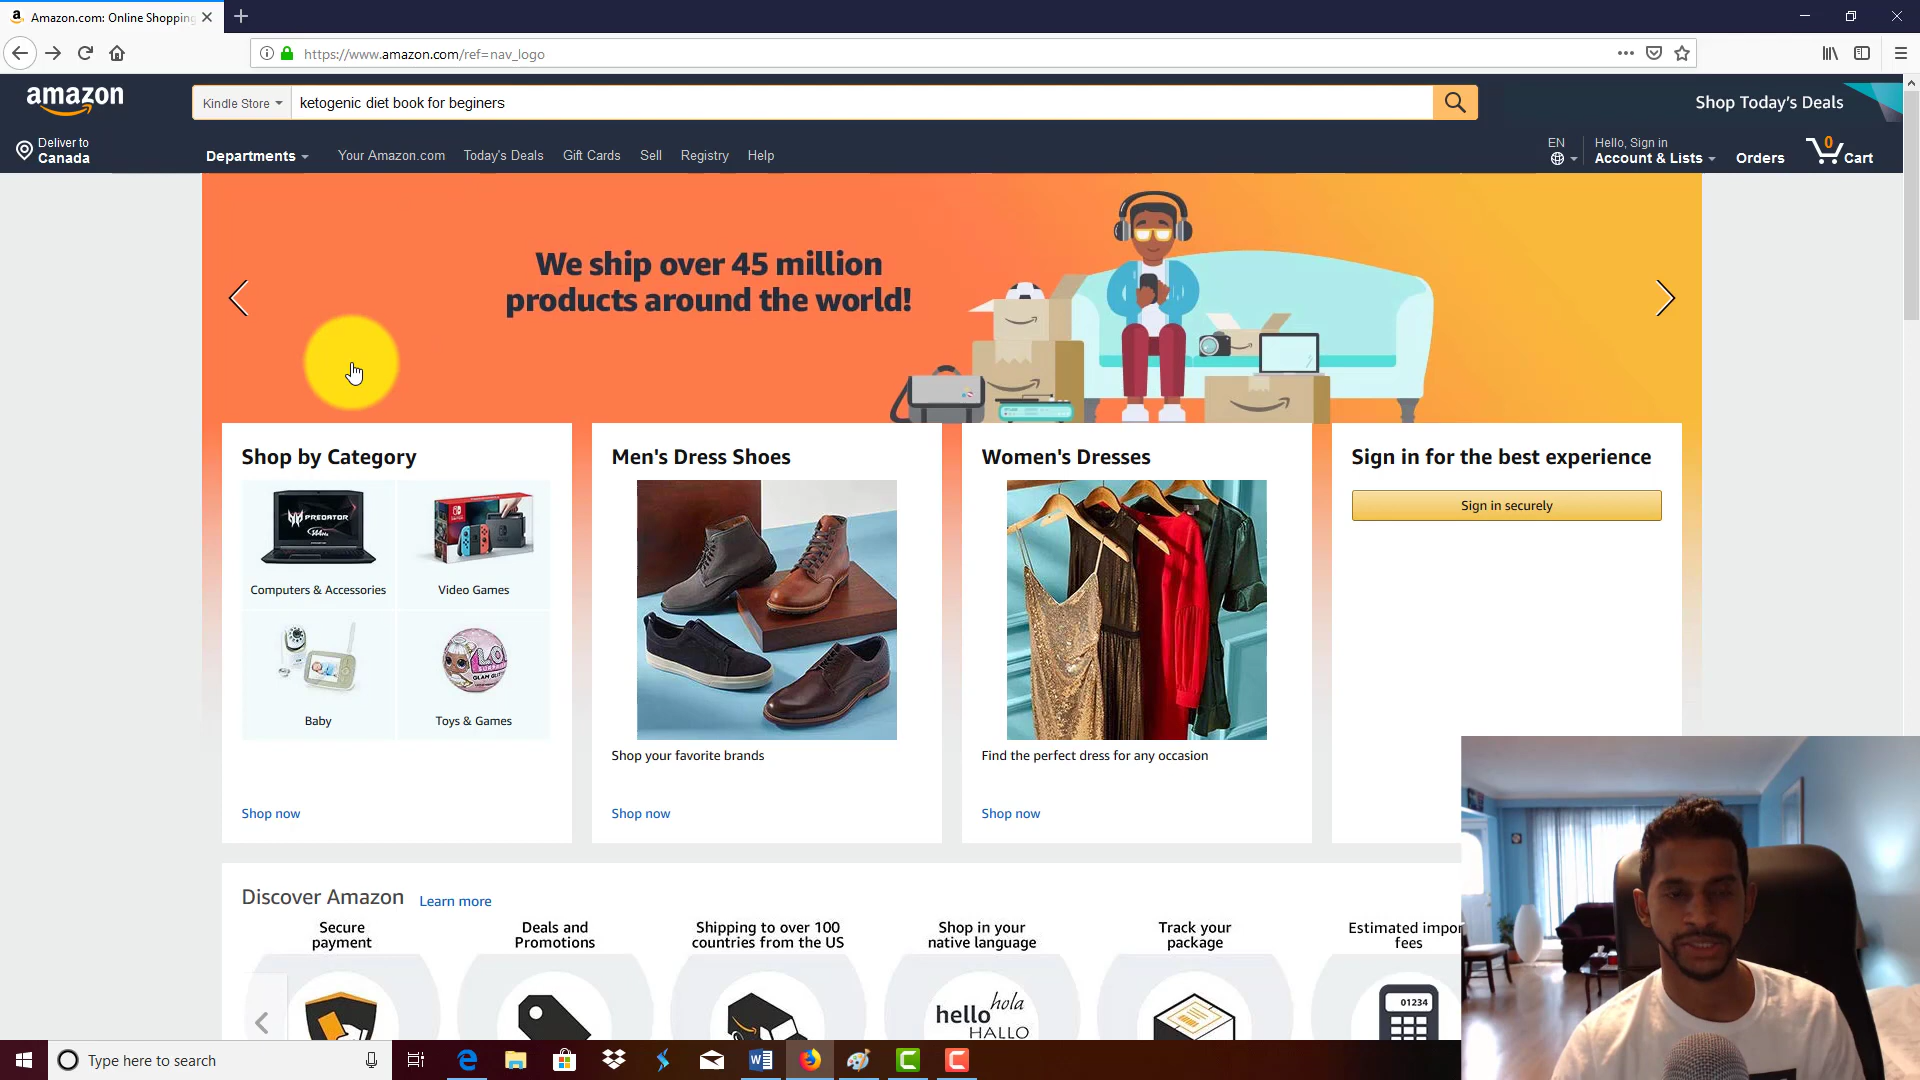 Amazon.com: Online Shopping
https://www.amazon.com/ref=nav_logo
amazon
Kindle Store
ketogenic diet book for beginers
Shop Today's Deals
Deliver to
Canada
Departments
Your Amazon.com
Today's Deals
Gift Cards
Sell
Registry
Help
EN
Hello, Sign in
Account & Lists
Orders
0
Cart
We ship over 45 million
products around the world!
Shop by Category
Men's Dress Shoes
Women's Dresses
Sign in for the best experience
Sign in securely
PREDATOR
Computers & Accessories
Video Games
Baby
Toys & Games
Shop your favorite brands
Find the perfect dress for any occasion
Shop now
Shop now
Shop now
Discover Amazon
Learn more
Secure
payment
Deals and
Promotions
Shipping to over 100
countries from the US
Shop in your
native language
Track your
package
Estimated impor
fees
hello
hola
HALLO
01234
Type here to search